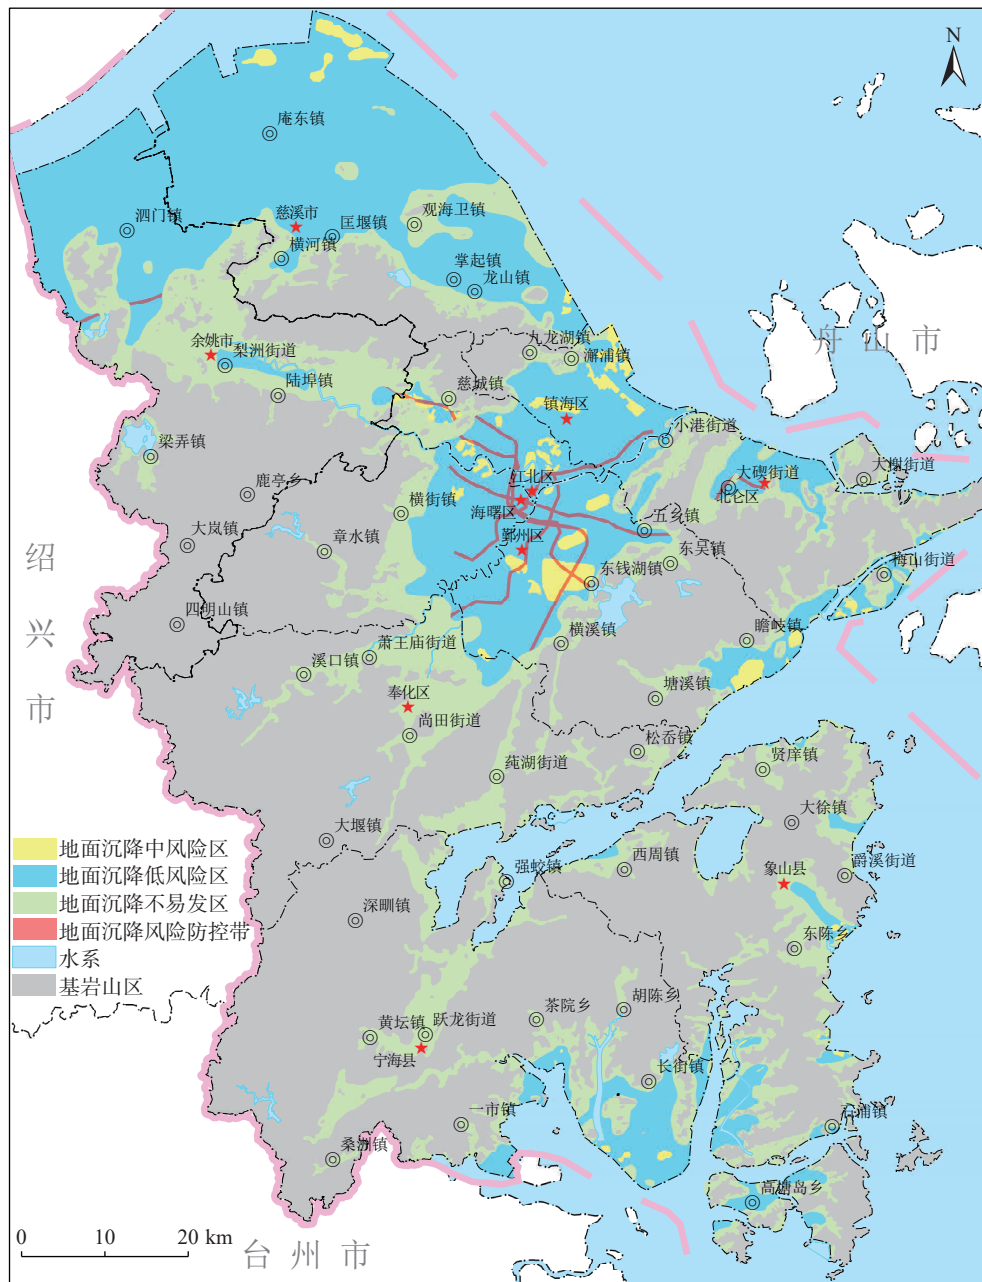 N
庵东镇
泗门镇
慈溪市
匡堰镇
观海卫镇
横河镇
掌起镇
龙山镇
舟山市
余姚市
梨洲街道
九龙湖镇
澥浦镇
陆埠镇
慈城镇
镇海区
小港街道
梁弄镇
鹿亭乡
江北区
大碶街道
大榭街道
北仑区
横街镇
海曙区
五乡镇
大岚镇
章水镇
鄞州区
东吴镇
东钱湖镇
梅山街道
绍兴市
四明山镇
萧王庙街道
横溪镇
瞻岐镇
溪口镇
奉化区
塘溪镇
尚田街道
松岙镇
莼湖街道
贤庠镇
大堰镇
大徐镇
强蛟镇
西周镇
象山县
爵溪街道
深甽镇
东陈乡
地面沉降中风险区
地面沉降低风险区
地面沉降不易发区
地面沉降风险防控带
水系
基岩山区
茶院乡
胡陈乡
黄坛镇
跃龙街道
宁海县
长街镇
一市镇
石浦镇
桑洲镇
高塘岛乡
0 10 20 km
台州市